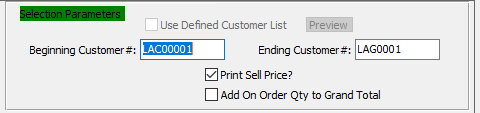 Selection Parameters
Use Defined Customer List Preview
Beginning Customer#: LAC00001 Ending Customer#: LAG0001
Print Sell Price?
Add On Order Qty to Grand Total